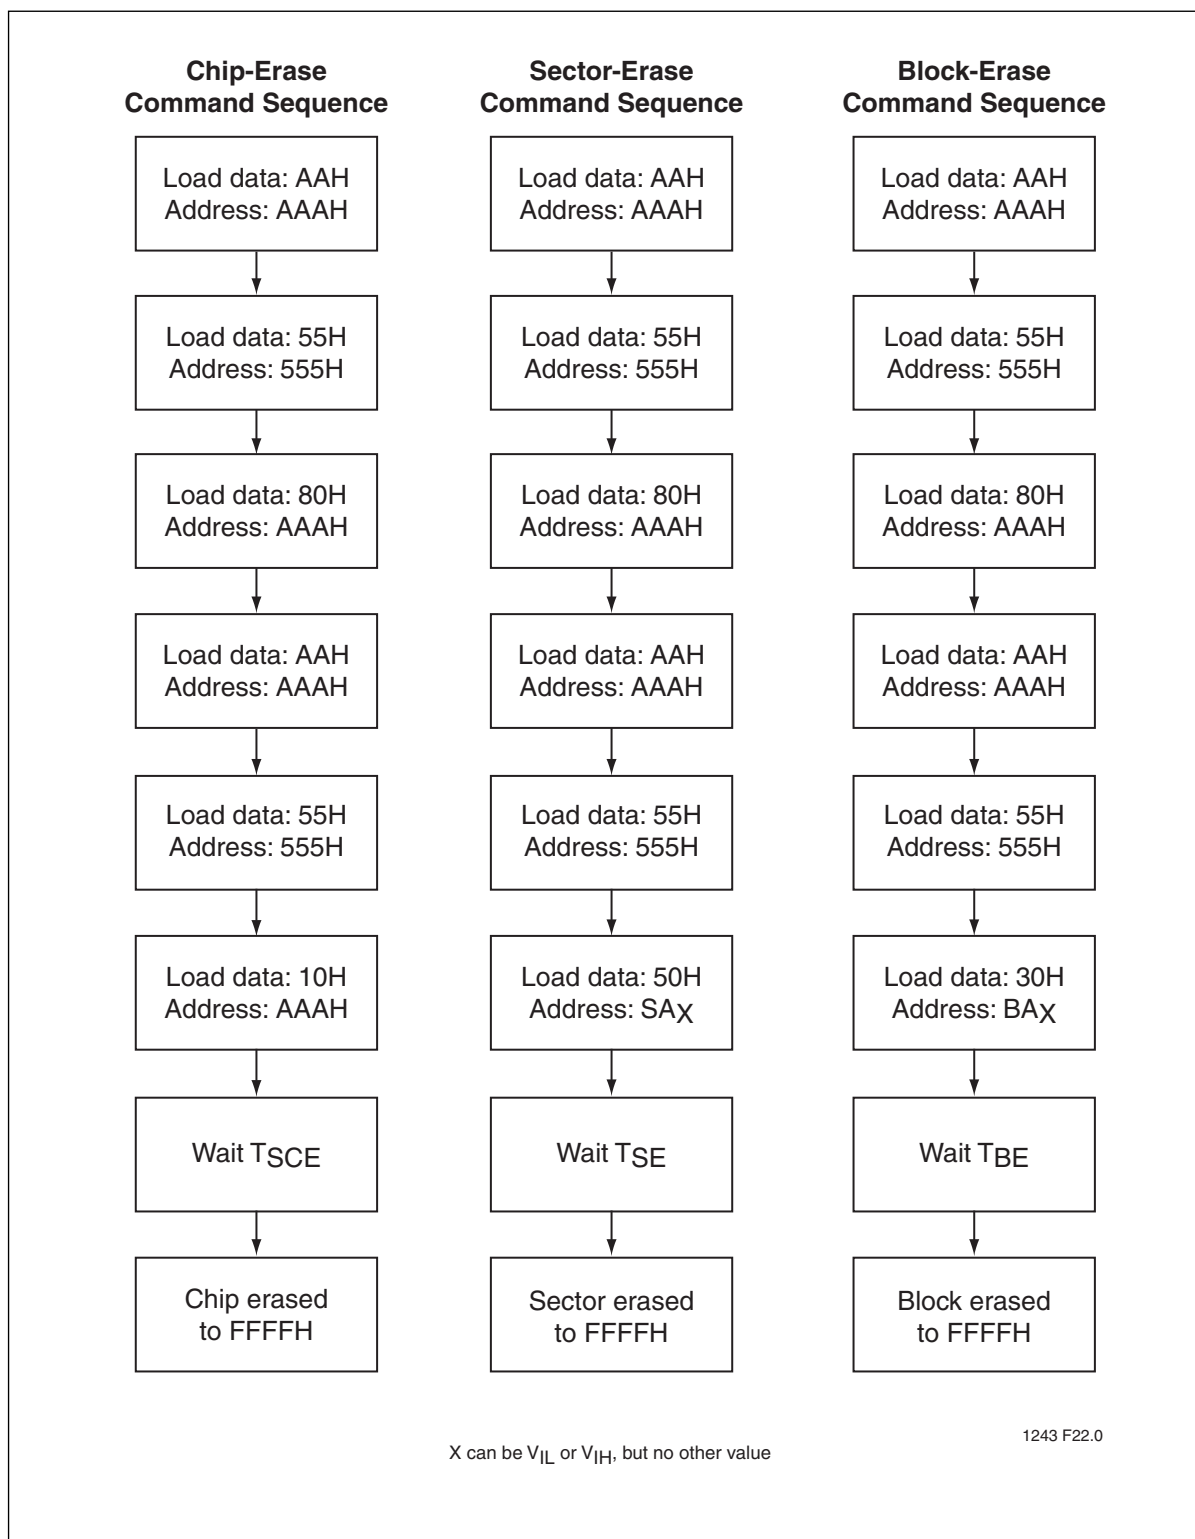 Chip-Erase
Command Sequence
Load data: AAH
Address: AAAH
Load data: 55H
Address: 555H
Load data: 80H
Address: AAAH
Load data: AAH
Address: AAAH
Load data: 55H
Address: 555H
Load data: 10H
Address: AAAH
Wait TSCE
Chip erased
to FFFFH
Sector-Erase
Command Sequence
Load data: AAH
Address: AAAH
Load data: 55H
Address: 555H
Load data: 80H
Address: AAAH
Load data: AAH
Address: AAAH
Load data: 55H
Address: 555H
Load data: 50H
Address: SAX
Wait TSE
Sector erased
to FFFFH
Block-Erase
Command Sequence
Load data: AAH
Address: AAAH
Load data: 55H
Address: 555H
Load data: 80H
Address: AAAH
Load data: AAH
Address: AAAH
Load data: 55H
Address: 555H
Load data: 30H
Address: BAX
Wait TBE
Block erased
to FFFFH
1243 F22.0
X can be VIL or VIH, but no other value